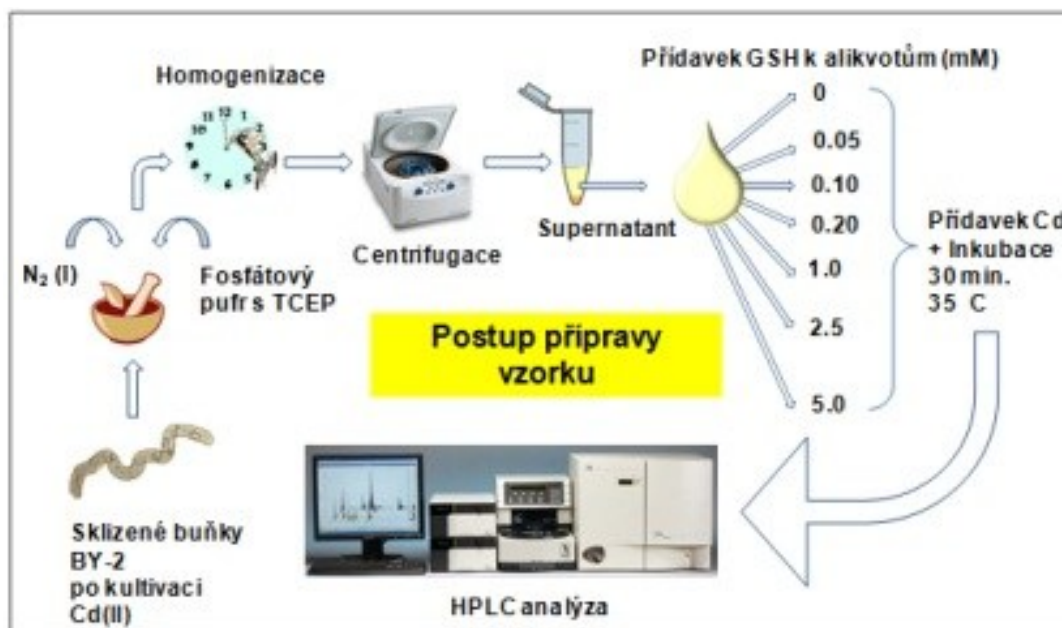 Homogenizace
Přídavek GSH k alikvotům (mM)
0
0.05
0.10
0.20
1.0
2.5
5.0
Centrifugace
Supernatant
Přídavek Cd
+ Inkubace
30 min.
35 C
N₂ (l)
Fosfátový
pufr s TCEP
Postup přípravy
vzorku
Sklizené buňky
BY-2
po kultivaci
Cd(II)
HPLC analýza